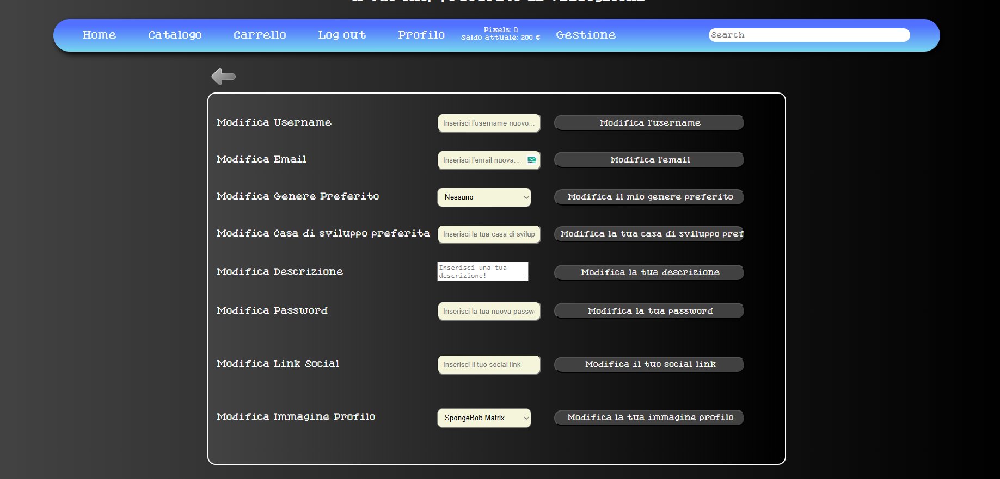 Home Catalogo Carrello Log out Profilo Pixels: 0 Gestione Search
Saldo attuale: 200 €
Modifica Username Inserisci l'username nuovo... Modifica l'username
Modifica Email Inserisci l'email nuova... Modifica l'email
Modifica Genere Preferito Nessuno Modifica il mio genere preferito
Modifica Casa di sviluppo preferita Inserisci la tua casa di svilup Modifica la tua casa di sviluppo pref
Modifica Descrizione Inserisci una tua Modifica la tua descrizione
descrizione!
Modifica Password Inserisci la tua nuova passw Modifica la tua password
Modifica Link Social Inserisci il tuo social link Modifica il tuo social link
Modifica Immagine Profilo SpongeBob Matrix Modifica la tua immagine profilo